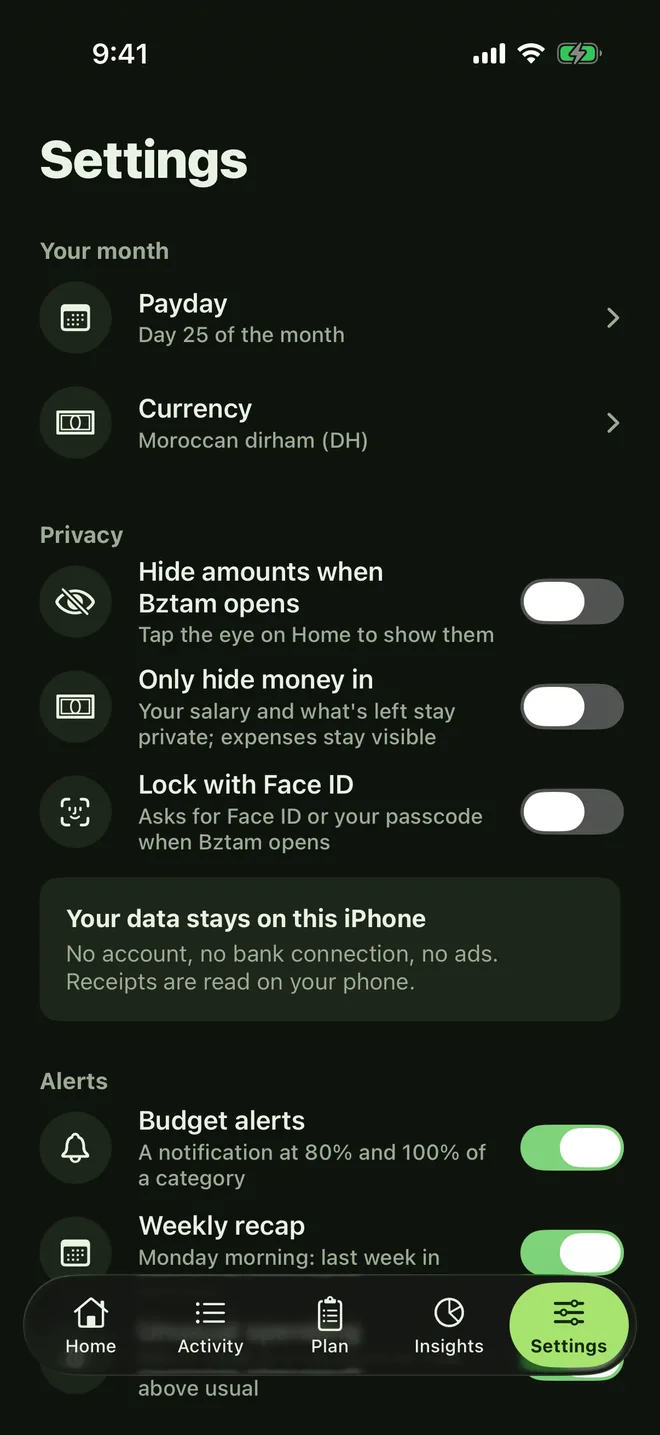 9:41
Settings
Your month
Payday
Day 25 of the month
Currency
Moroccan dirham (DH)
Privacy
Hide amounts when
Bztam opens
Tap the eye on Home to show them
Only hide money in
Your salary and what's left stay
private; expenses stay visible
Lock with Face ID
Asks for Face ID or your passcode
when Bztam opens
Your data stays on this iPhone
No account, no bank connection, no ads.
Receipts are read on your phone.
Alerts
Budget alerts
A notification at 80% and 100% of
a category
Weekly recap
Monday morning: last week in
Home
Activity
Plan
Insights
Settings
above usual